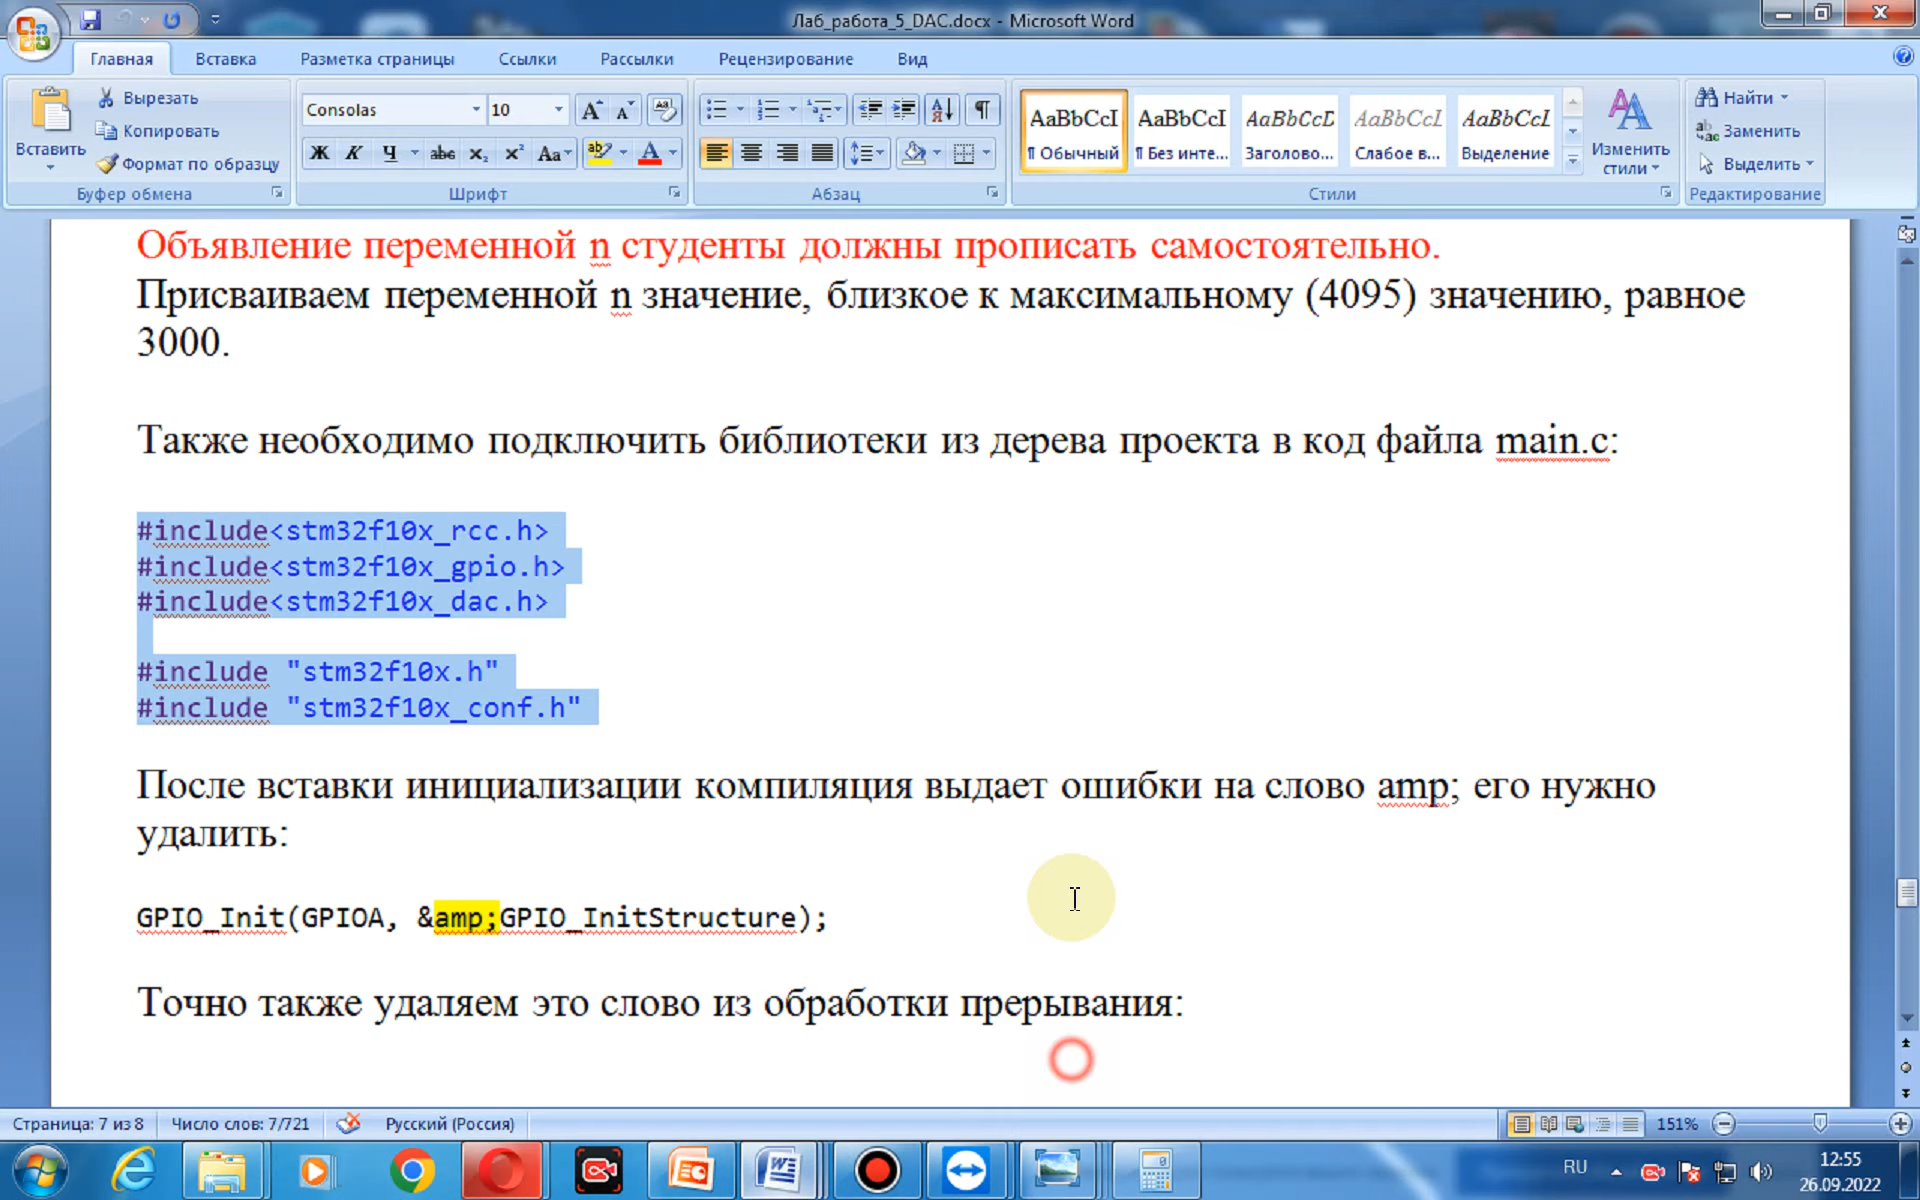 Лаб_работа_5_DAC.docx - Microsoft Word
Главная Вставка Разметка страницы Ссылки Рассылки Рецензирование Вид
Вставить
Вырезать
Копировать
Формат по образцу
Буфер обмена
Consolas 10
Ж К Ч abc x₂ x² Aa
Шрифт
Абзац
AaBbCcI AaBbCcI AaBbCcD AaBbCcI AaBbCcI
¶ Обычный ¶ Без инте... Заголово... Слабое в... Выделение
Стили
Изменить
стили
Найти
Заменить
Выделить
Редактирование
Объявление переменной n студенты должны прописать самостоятельно.
Присваиваем переменной n значение, близкое к максимальному (4095) значению, равное
3000.
Также необходимо подключить библиотеки из дерева проекта в код файла main.c:
#include<stm32f10x_rcc.h>
#include<stm32f10x_gpio.h>
#include<stm32f10x_dac.h>
#include "stm32f10x.h"
#include "stm32f10x_conf.h"
После вставки инициализации компиляция выдает ошибки на слово amp; его нужно
удалить:
GPIO_Init(GPIOA, &amp;GPIO_InitStructure);
Точно также удаляем это слово из обработки прерывания:
Страница: 7 из 8 Число слов: 7/721 Русский (Россия) 151%
RU
12:55
26.09.2022